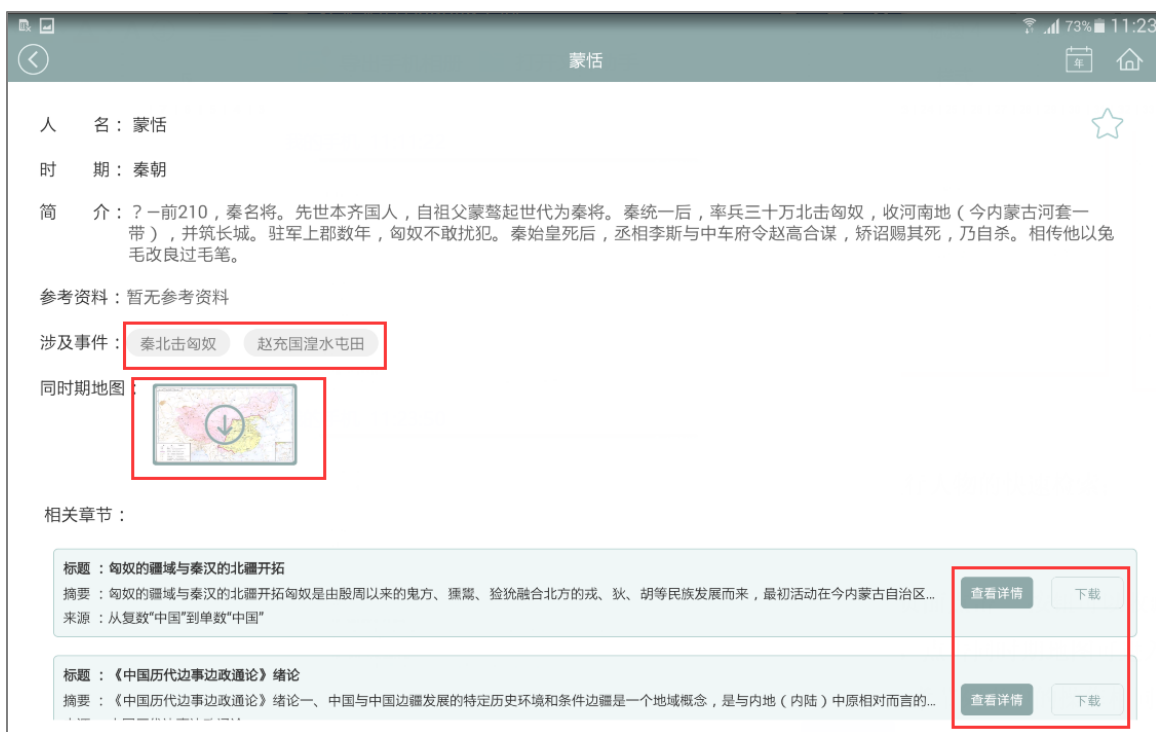 73% 11:23
蒙恬
年
人 名：蒙恬
时 期：秦朝
简 介：？—前210，秦名将。先世本齐国人，自祖父蒙骜起世代为秦将。秦统一后，率兵三十万北击匈奴，收河南地（今内蒙古河套一
带），并筑长城。驻军上郡数年，匈奴不敢扰犯。秦始皇死后，丞相李斯与中车府令赵高合谋，矫诏赐其死，乃自杀。相传他以兔
毛改良过毛笔。
参考资料：暂无参考资料
涉及事件：秦北击匈奴 赵充国湟水屯田
同时期地图：
相关章节：
标题：匈奴的疆域与秦汉的北疆开拓
摘要：匈奴的疆域与秦汉的北疆开拓匈奴是由殷周以来的鬼方、獯鬻、猃狁融合北方的戎、狄、胡等民族发展而来，最初活动在今内蒙古自治区... 查看详情 下载
来源：从复数“中国”到单数“中国”
标题：《中国历代边事边政通论》绪论
摘要：《中国历代边事边政通论》绪论一、中国与中国边疆发展的特定历史环境和条件边疆是一个地域概念，是与内地（内陆）中原相对而言的... 查看详情 下载